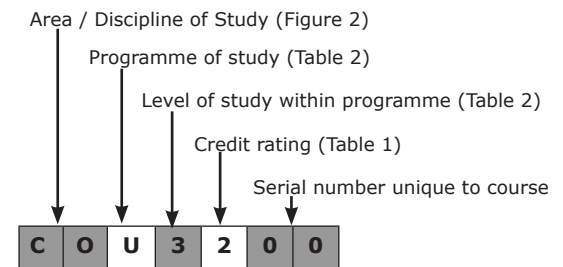 Area / Discipline of Study (Figure 2)
Programme of study (Table 2)
Level of study within programme (Table 2)
Credit rating (Table 1)
Serial number unique to course
C O U 3 2 0 0